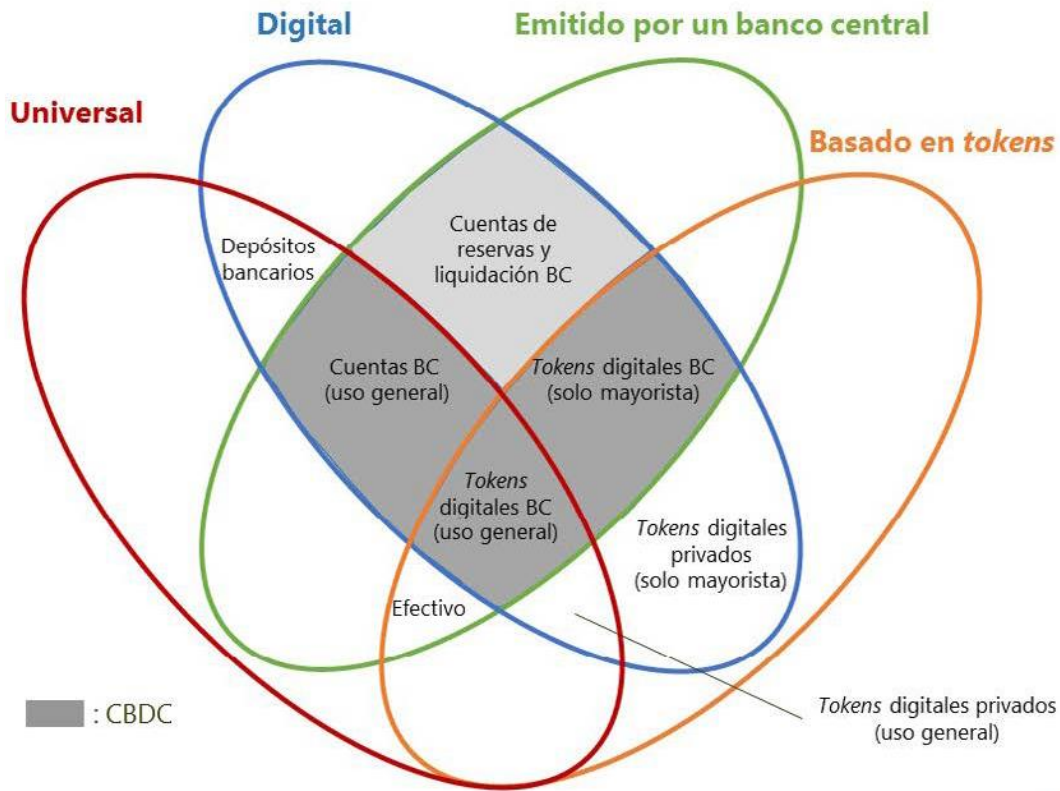 Digital
Emitido por un banco central
Universal
Basado en tokens
Depósitos
bancarios
Cuentas de
reservas y
liquidación BC
Cuentas BC
(uso general)
Tokens digitales BC
(solo mayorista)
Tokens
digitales BC
(uso general)
Tokens digitales
privados
(solo mayorista)
Efectivo
: CBDC
Tokens digitales privados
(uso general)